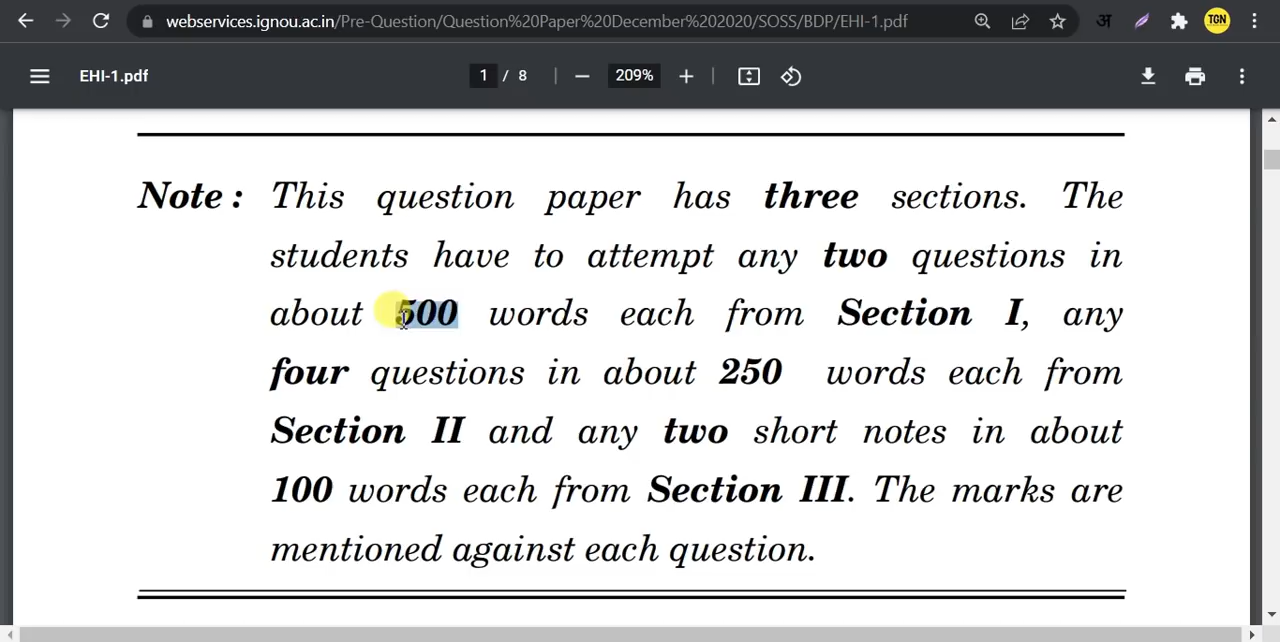 webservices.ignou.ac.in/Pre-Question/Question%20Paper%20December%202020/SOSS/BDP/EHI-1.pdf
अ
TGN
EHI-1.pdf
1 / 8
209%
Note : This question paper has three sections. The
students have to attempt any two questions in
about 500 words each from Section I, any
four questions in about 250 words each from
Section II and any two short notes in about
100 words each from Section III. The marks are
mentioned against each question.